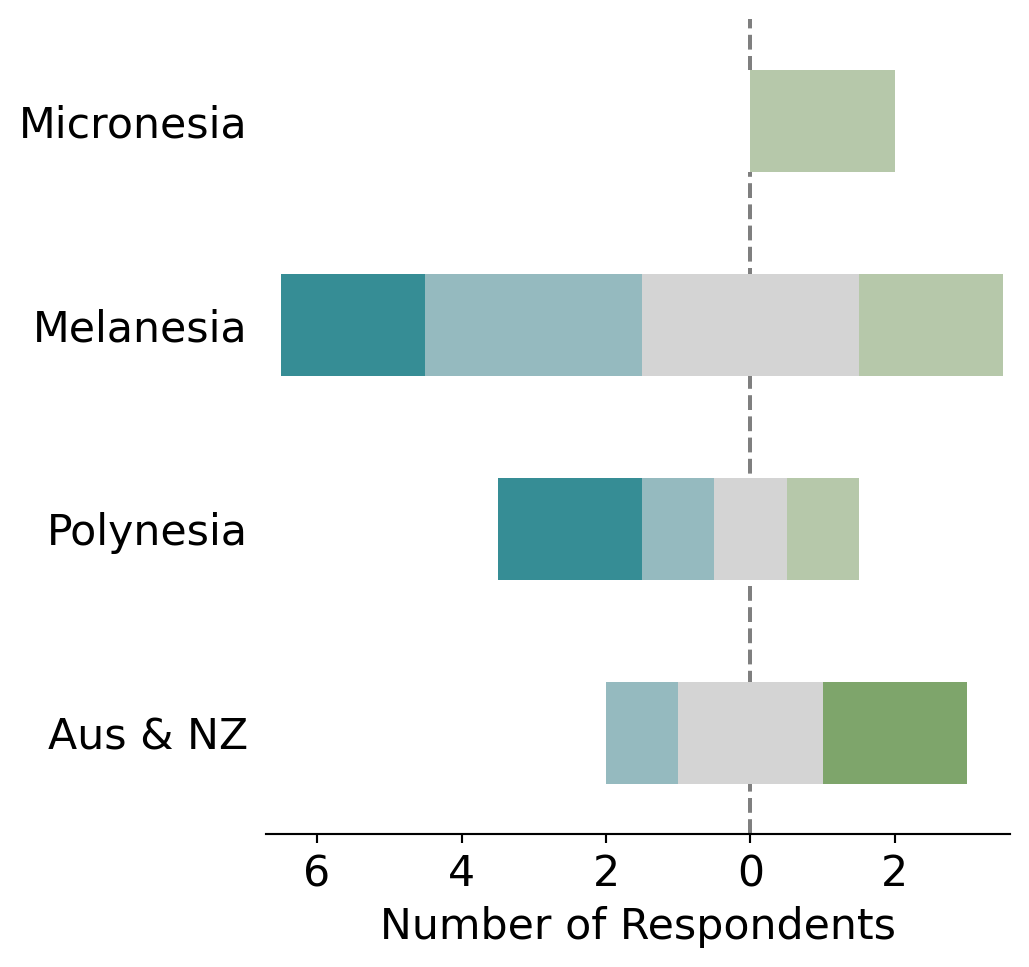 Micronesia
Melanesia
Polynesia
Aus & NZ
6 4 2 0 2
Number of Respondents